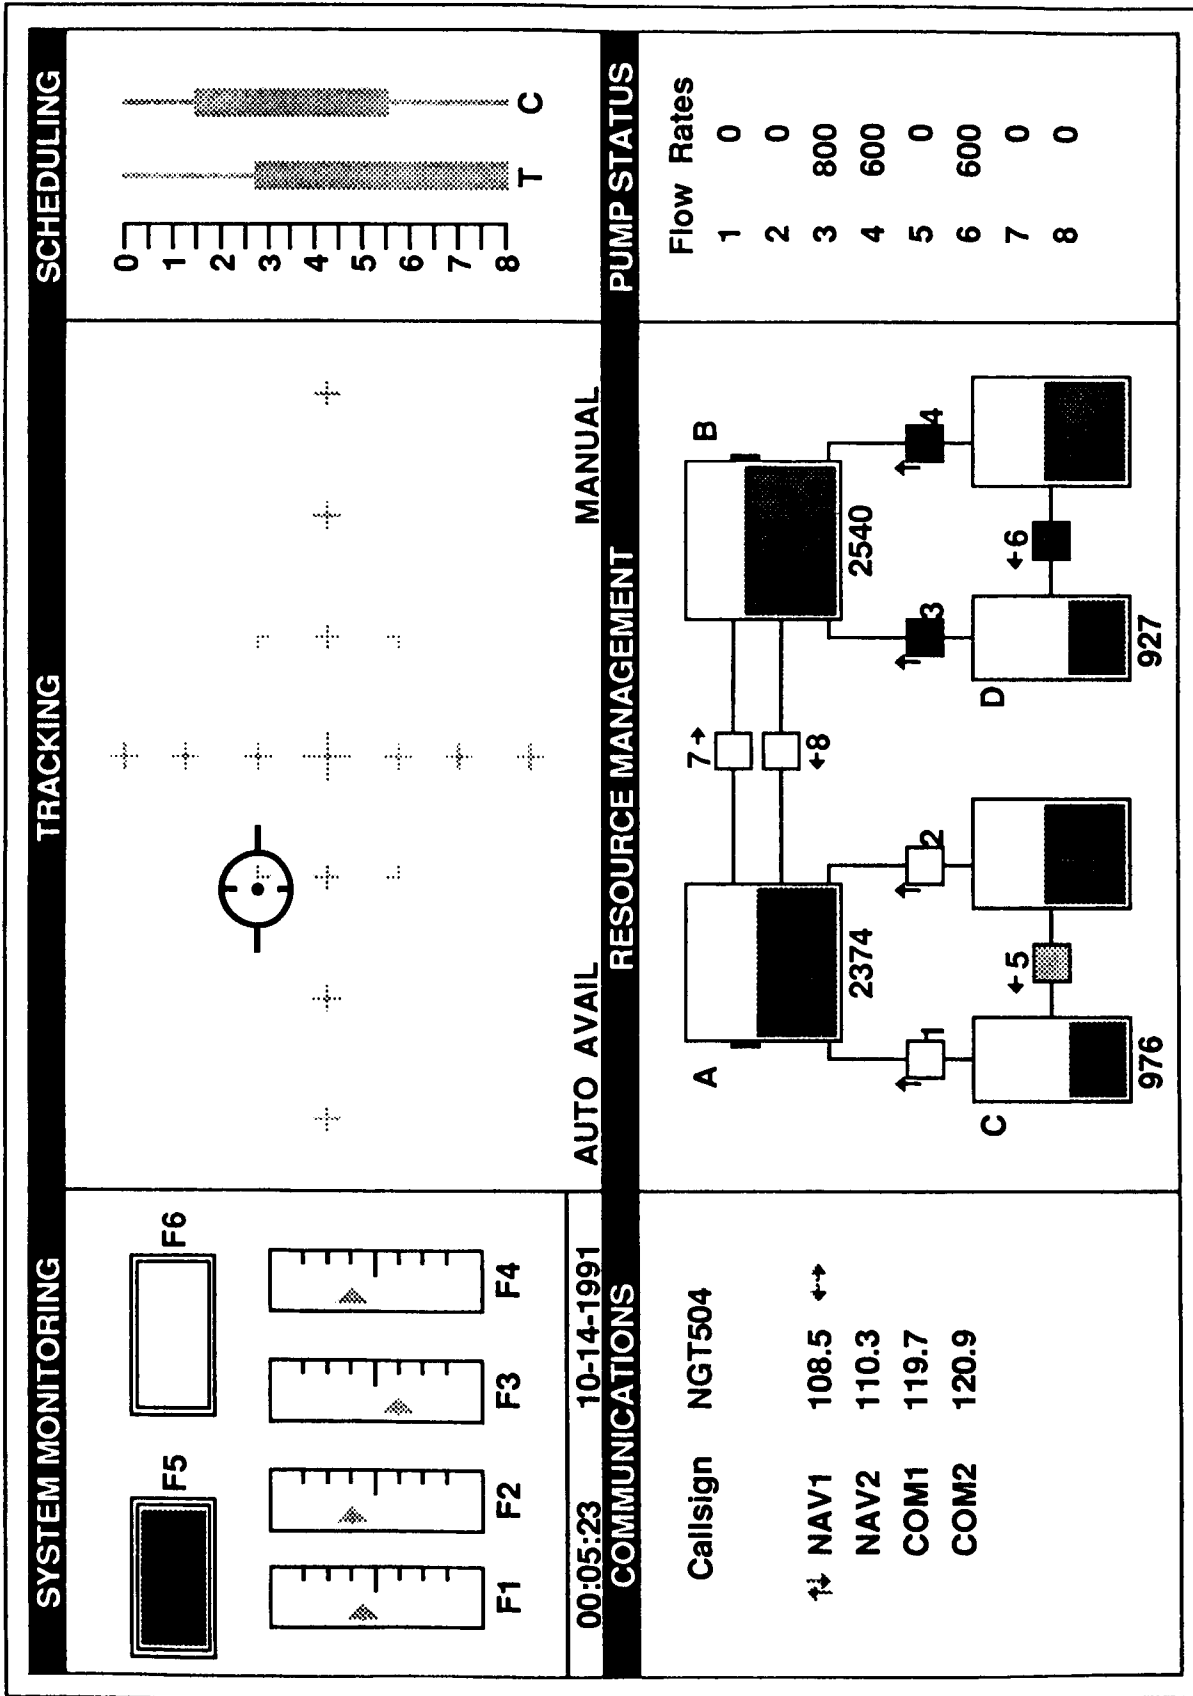 SYSTEM MONITORING
F5
F6
F1
F2
F3
F4
00:05:23 10-14-1991
TRACKING
AUTO AVAIL
MANUAL
SCHEDULING
0
1
2
3
4
5
6
7
8
T
C
COMMUNICATIONS
Callsign NGT504
NAV1 108.5
NAV2 110.3
COM1 119.7
COM2 120.9
RESOURCE MANAGEMENT
A
B
7
8
2374
2540
1
2
3
4
C
5
D
6
976
927
PUMP STATUS
Flow Rates
1 0
2 0
3 800
4 600
5 0
6 600
7 0
8 0